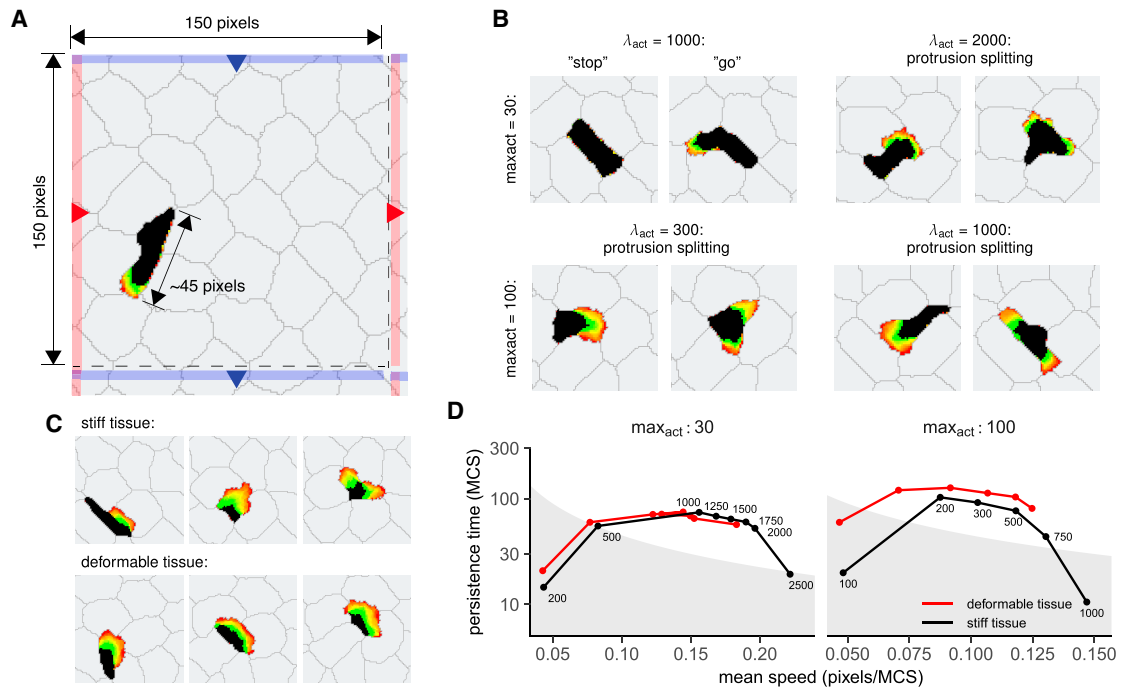 A
150 pixels
150 pixels
~45 pixels
B
λact = 1000:
"stop" "go"
λact = 2000:
protrusion splitting
maxact = 30:
λact = 300:
protrusion splitting
λact = 1000:
protrusion splitting
maxact = 100:
C
stiff tissue:
deformable tissue:
D
maxact : 30
maxact : 100
persistence time (MCS)
300
100
30
10
200
500
1000
1250
1500
1750
2000
2500
100
200
300
500
750
1000
deformable tissue
stiff tissue
0.05 0.10 0.15 0.20
0.050 0.075 0.100 0.125 0.150
mean speed (pixels/MCS)